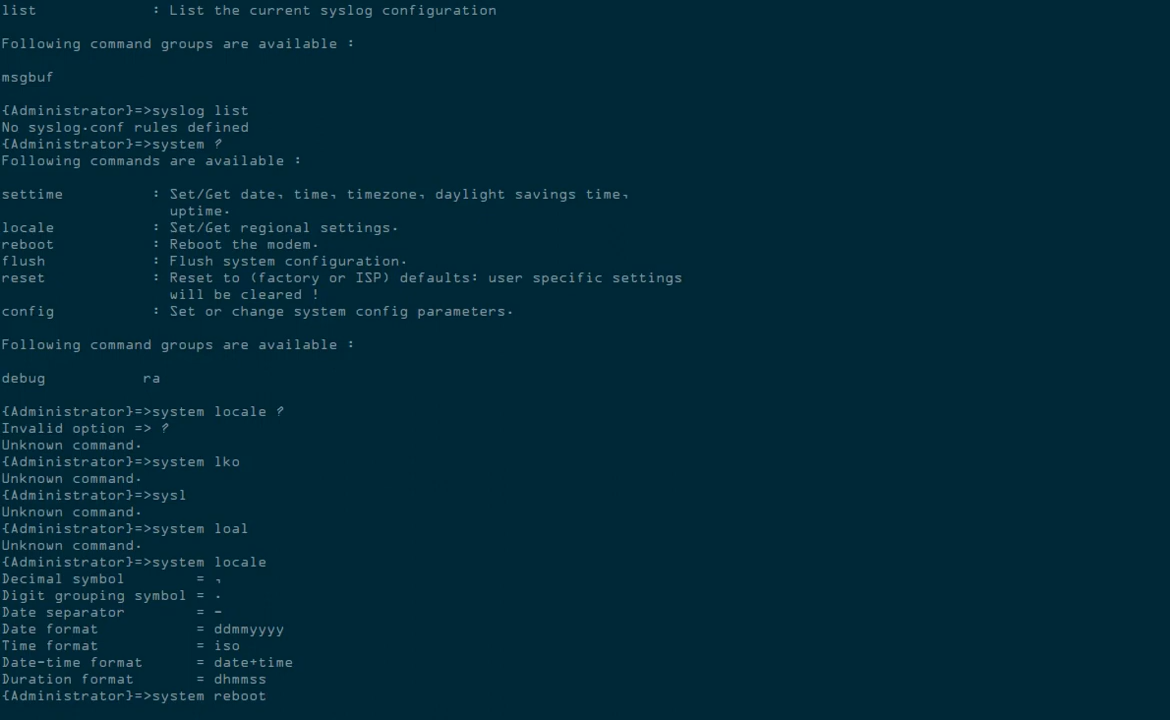 list             : List the current syslog configuration
Following command groups are available :
msgbuf
{Administrator}=>syslog list
No syslog.conf rules defined
{Administrator}=>system ?
Following commands are available :
settime          : Set/Get date, time, timezone, daylight savings time,
                   uptime.
locale           : Set/Get regional settings.
reboot           : Reboot the modem.
flush            : Flush system configuration.
reset            : Reset to (factory or ISP) defaults: user specific settings
                   will be cleared !
config           : Set or change system config parameters.
Following command groups are available :
debug           ra
{Administrator}=>system locale ?
Invalid option => ?
Unknown command.
{Administrator}=>system lko
Unknown command.
{Administrator}=>sysl
Unknown command.
{Administrator}=>system loal
Unknown command.
{Administrator}=>system locale
Decimal symbol        = ,
Digit grouping symbol = .
Date separator        = -
Date format           = ddmmyyyy
Time format           = iso
Date-time format      = date+time
Duration format       = dhmmss
{Administrator}=>system reboot